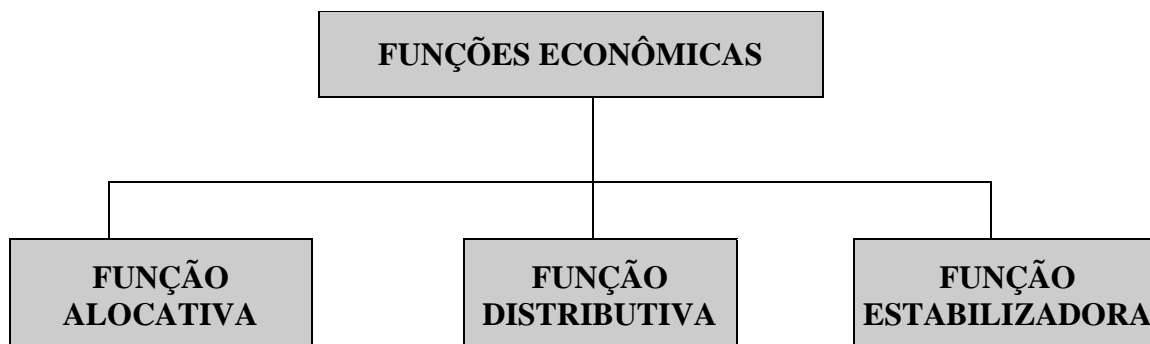 FUNÇÕES ECONÔMICAS
FUNÇÃO
ALOCATIVA
FUNÇÃO
DISTRIBUTIVA
FUNÇÃO
ESTABILIZADORA